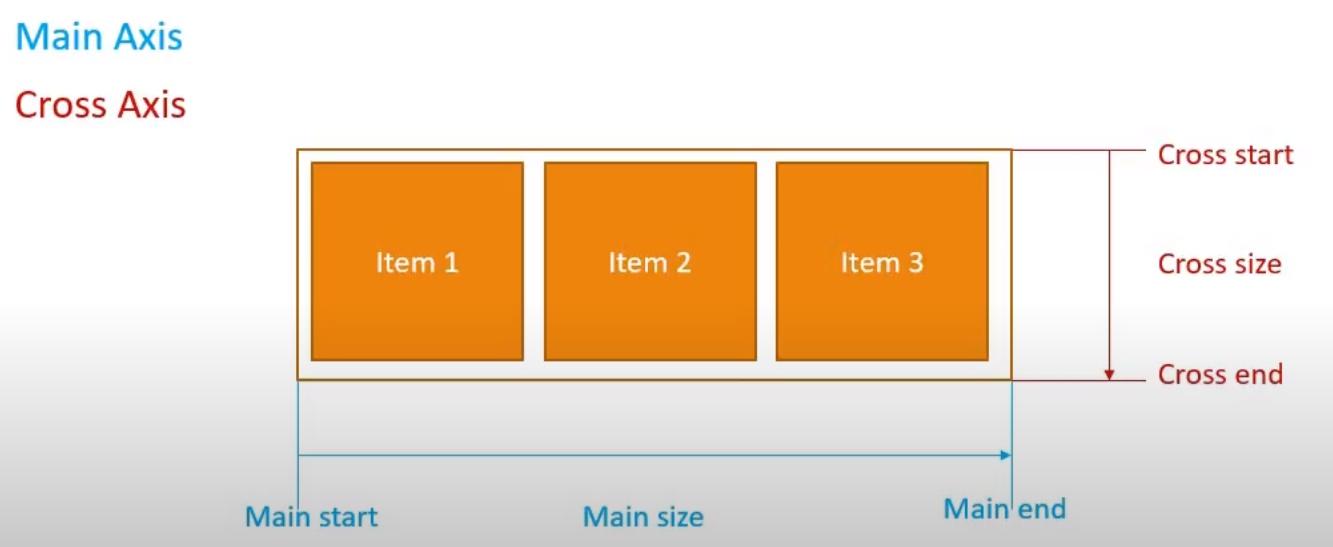 Main Axis
Cross Axis
Cross start
Item 1
Item 2
Item 3
Cross size
Cross end
Main start
Main size
Main end